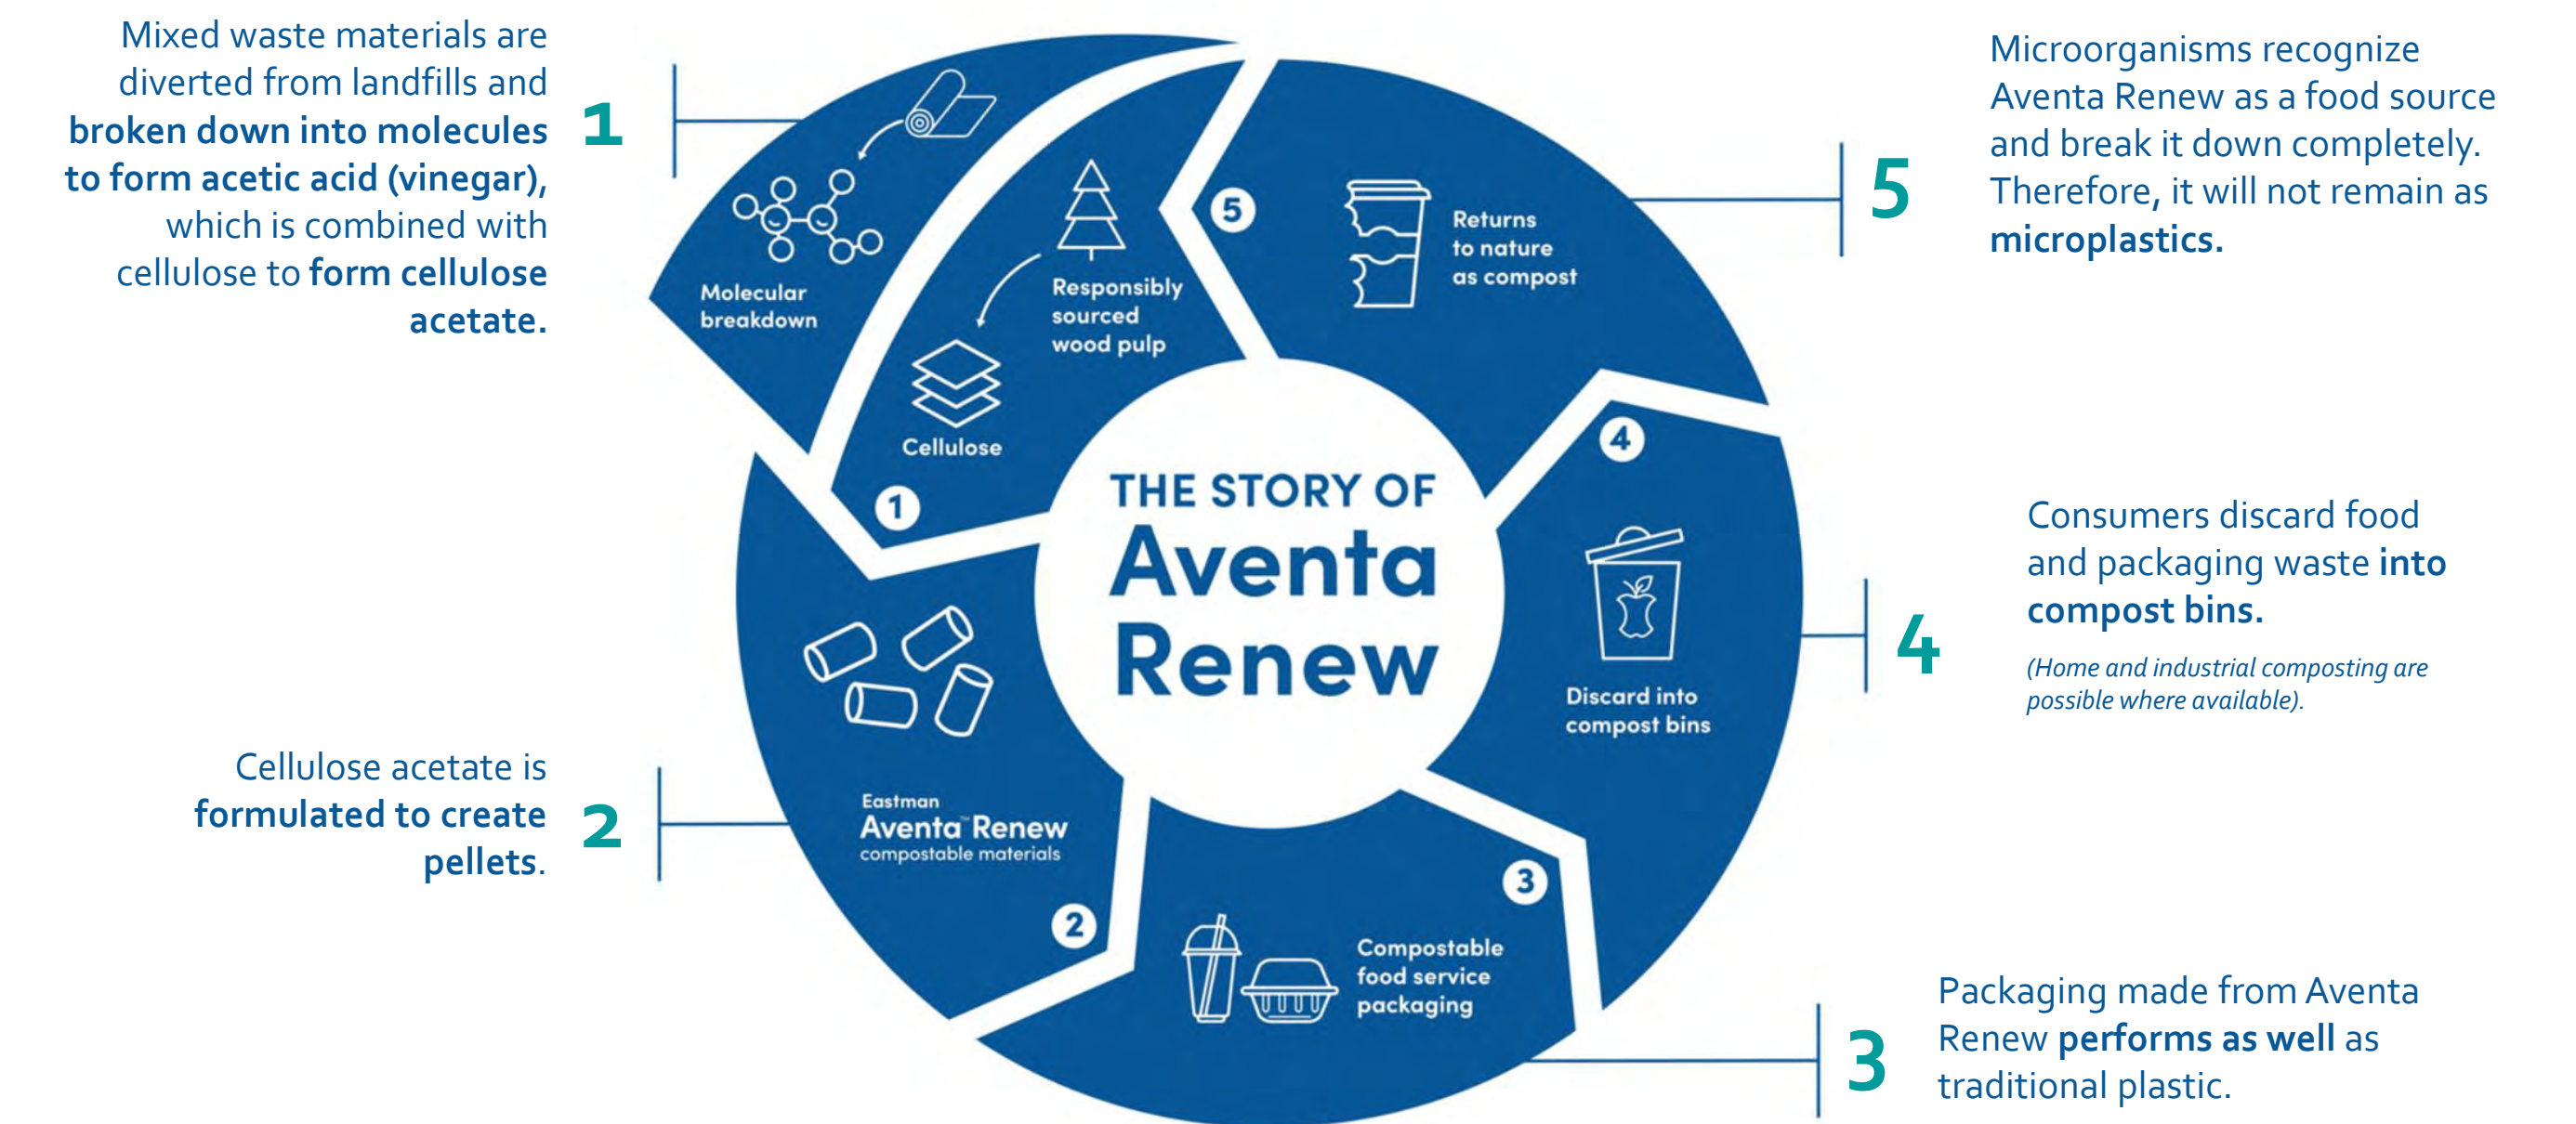 Mixed waste materials are
diverted from landfills and
broken down into molecules
to form acetic acid (vinegar),
which is combined with
cellulose to form cellulose
acetate.
1
Molecular
breakdown
Responsibly
sourced
wood pulp
Cellulose
1
Cellulose acetate is
formulated to create
pellets.
2
Eastman
Aventa™ Renew
compostable materials
2
THE STORY OF
Aventa
Renew
Compostable
food service
packaging
3
3
Packaging made from Aventa
Renew performs as well as
traditional plastic.
4
Discard into
compost bins
4
Consumers discard food
and packaging waste into
compost bins.
(Home and industrial composting are
possible where available).
5
Returns
to nature
as compost
5
Microorganisms recognize
Aventa Renew as a food source
and break it down completely.
Therefore, it will not remain as
microplastics.